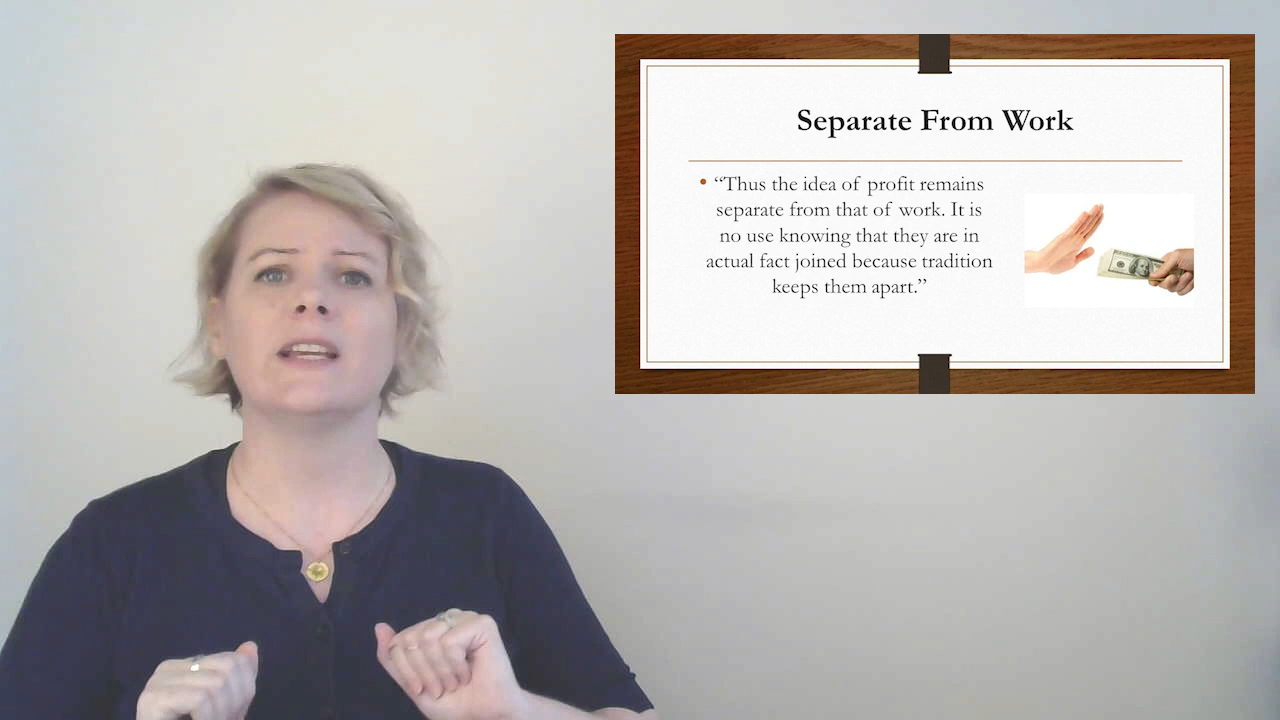 Separate From Work
• “Thus the idea of profit remains
separate from that of work. It is
no use knowing that they are in
actual fact joined because tradition
keeps them apart.”